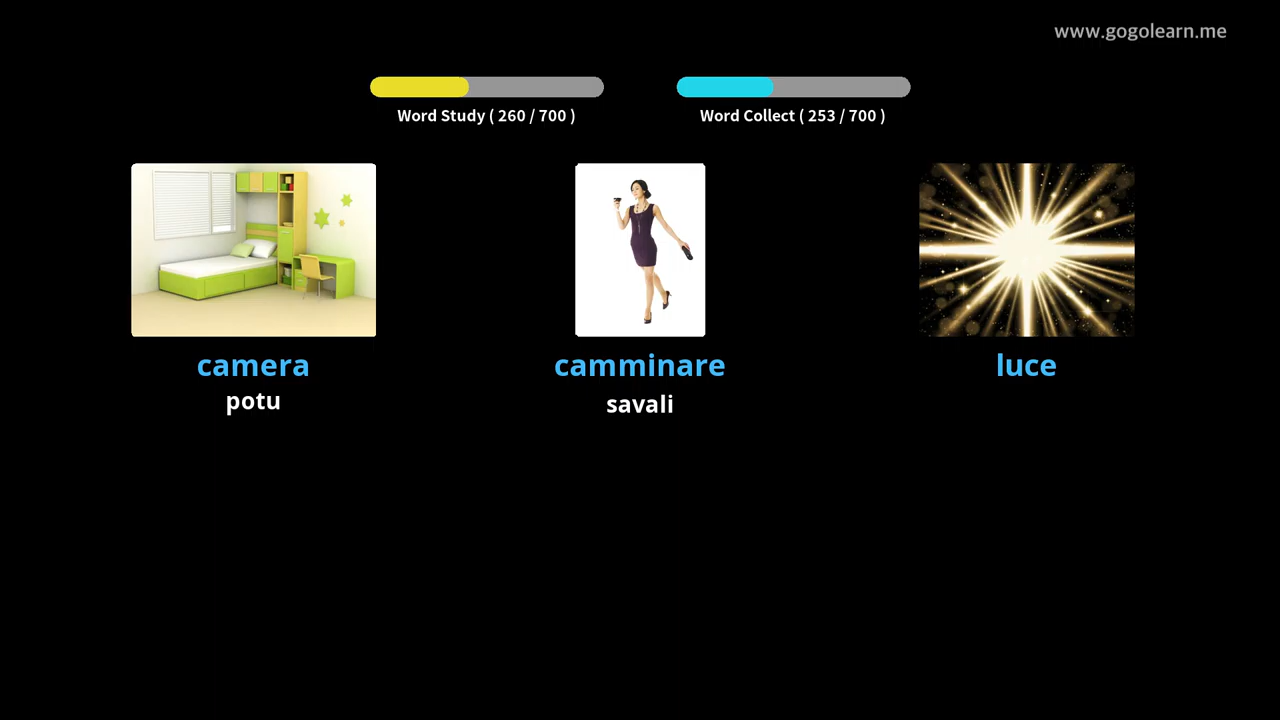 www.gogolearn.me
Word Study ( 260 / 700 )
Word Collect ( 253 / 700 )
camera
camminare
luce
potu
savali